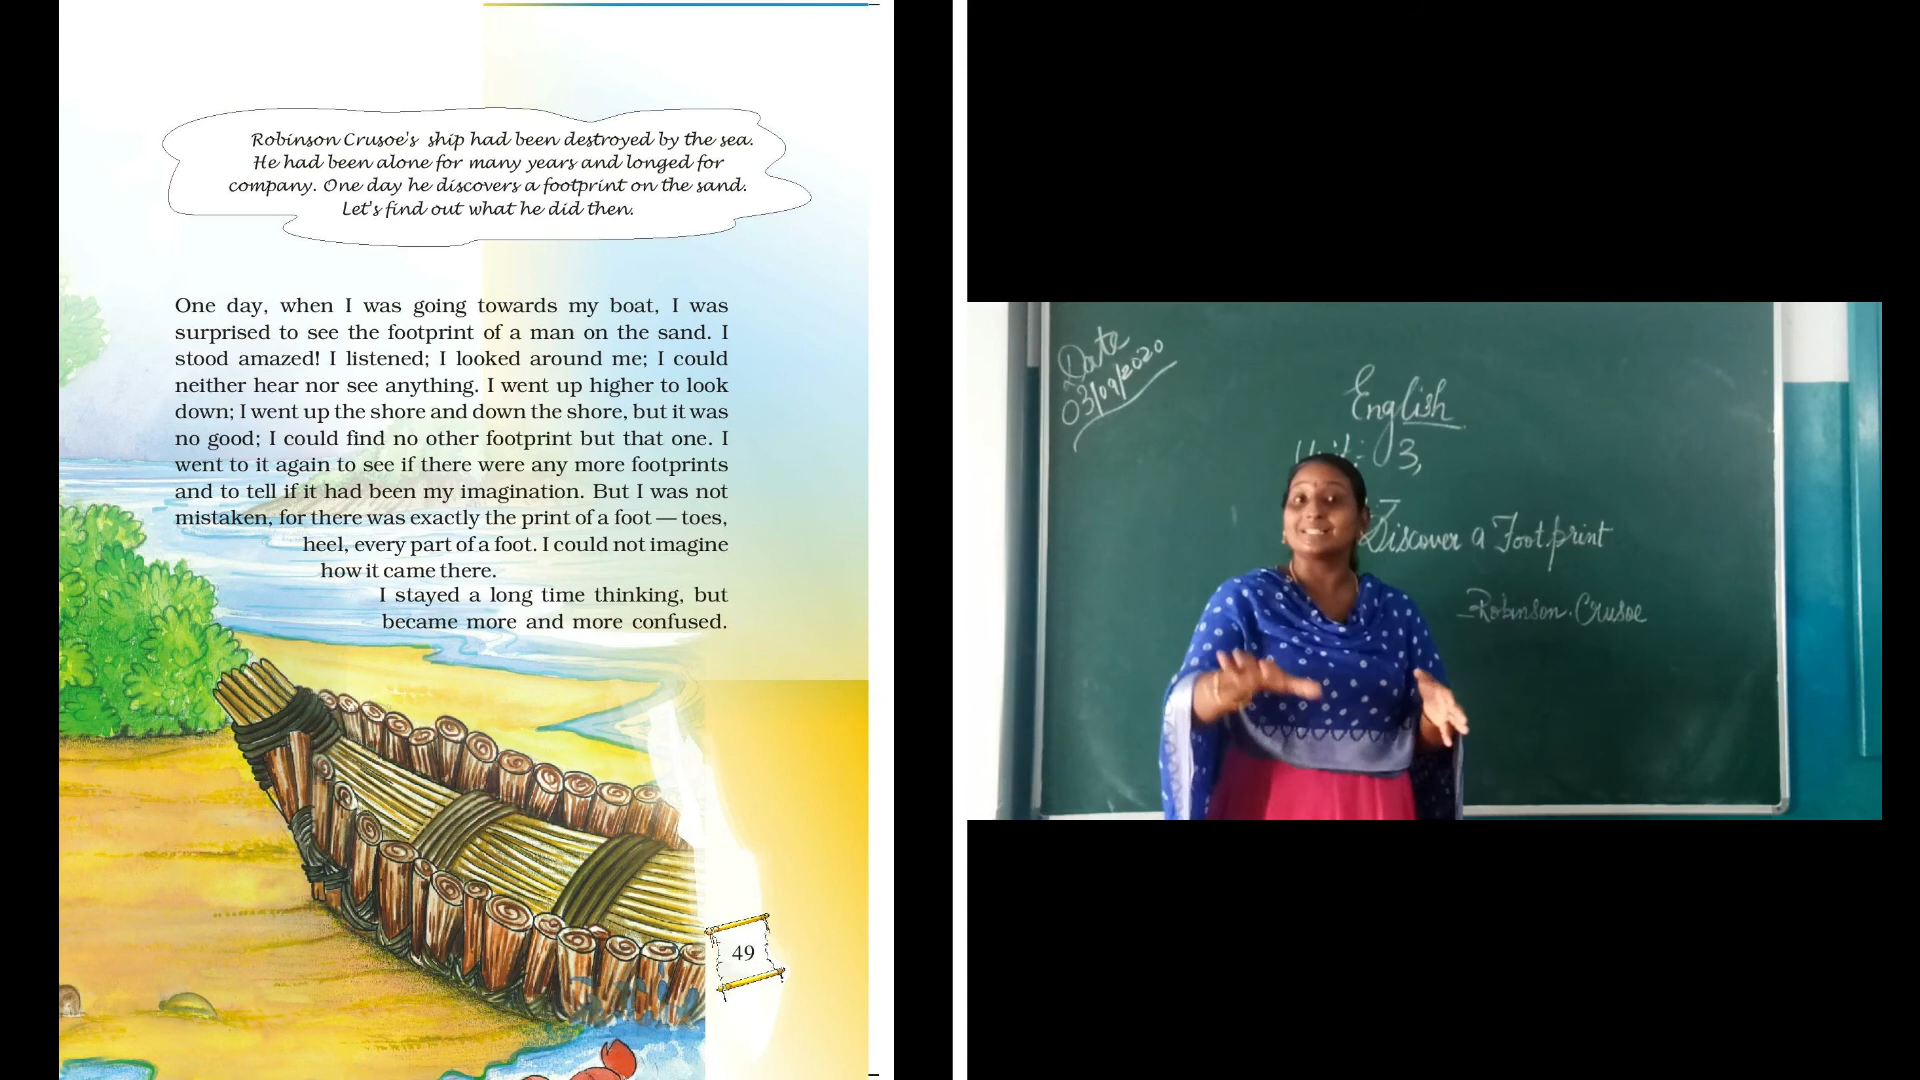 Robinson Crusoe's ship had been destroyed by the sea.
He had been alone for many years and longed for
company. One day he discovers a footprint on the sand.
Let's find out what he did then.
One day, when I was going towards my boat, I was
surprised to see the footprint of a man on the sand. I
stood amazed! I listened; I looked around me; I could
neither hear nor see anything. I went up higher to look
down; I went up the shore and down the shore, but it was
no good; I could find no other footprint but that one. I
went to it again to see if there were any more footprints
and to tell if it had been my imagination. But I was not
mistaken, for there was exactly the print of a foot — toes,
heel, every part of a foot. I could not imagine
how it came there.
I stayed a long time thinking, but
became more and more confused.
49
Date
03/09/2020
English
3,
Discover a Footprint
- Robinson. Crusoe